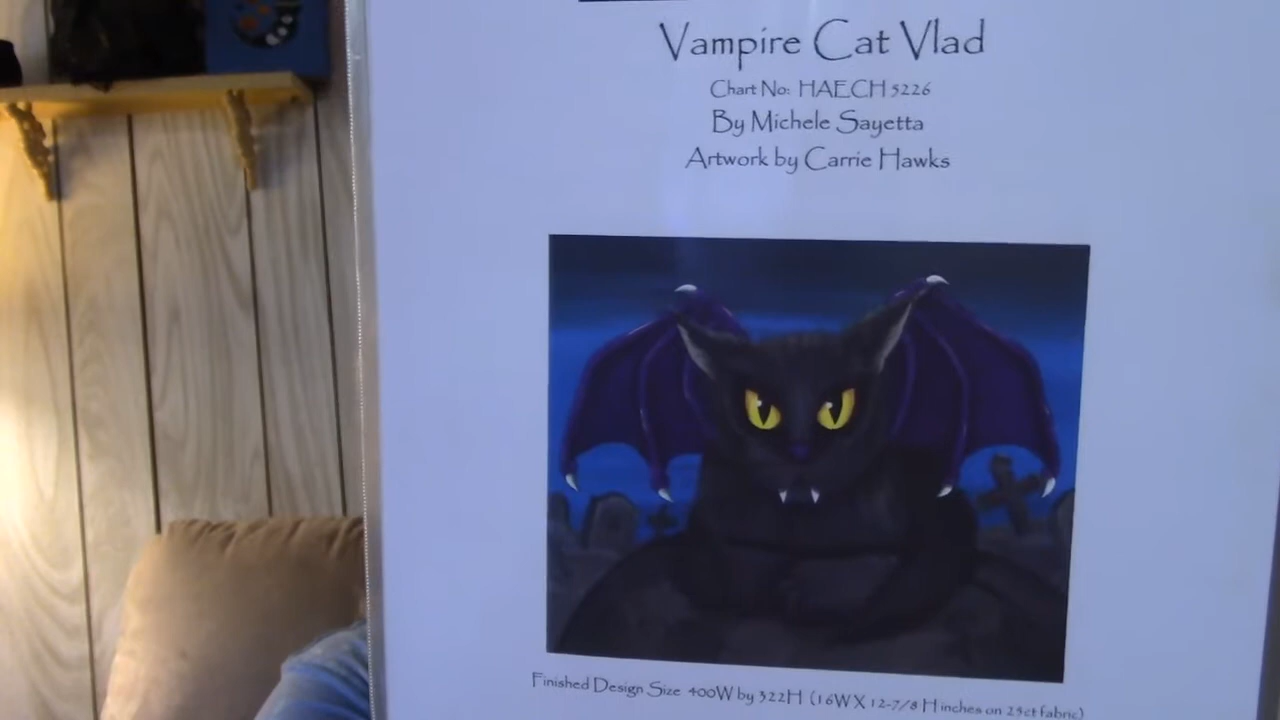 Vampire Cat Vlad
Chart No: HAECH 5226
By Michele Sayetta
Artwork by Carrie Hawks
Finished Design Size 400W by 322H (16W X 12-7/8 H inches on 25ct fabric)